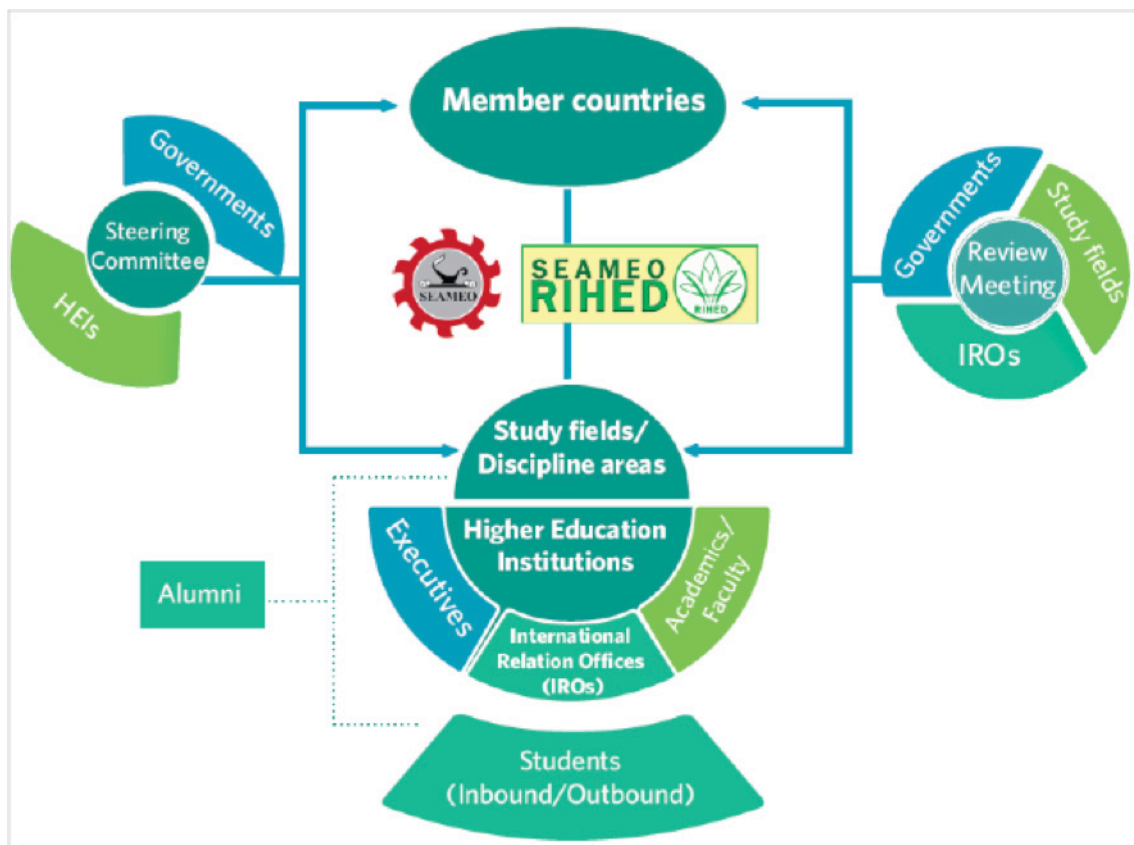 Member countries
Governments
Steering
Committee
HEIs
SEAMEO
SEAMEO
RIHED
RIHED
Governments
Study fields
Review
Meeting
IROs
Study fields/
Discipline areas
Higher Education
Institutions
Executives
Academics/
Faculty
International
Relation Offices
(IROs)
Alumni
Students
(Inbound/Outbound)